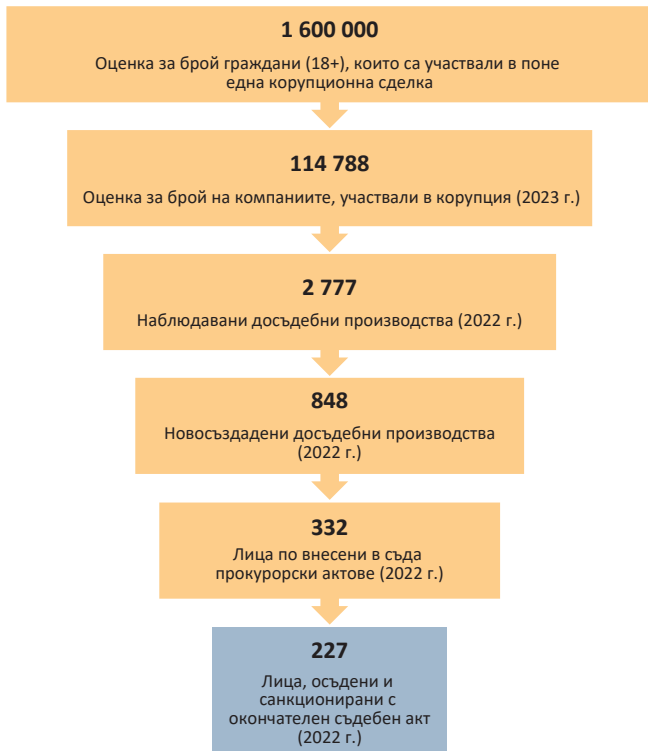 1 600 000
Оценка за брой граждани (18+), които са участвали в поне
една корупционна сделка
114 788
Оценка за брой на компаниите, участвали в корупция (2023 г.)
2 777
Наблюдавани досъдебни производства (2022 г.)
848
Новосъздадени досъдебни производства
(2022 г.)
332
Лица по внесени в съда
прокурорски актове (2022 г.)
227
Лица, осъдени и
санкционирани с
окончателен съдебен акт
(2022 г.)